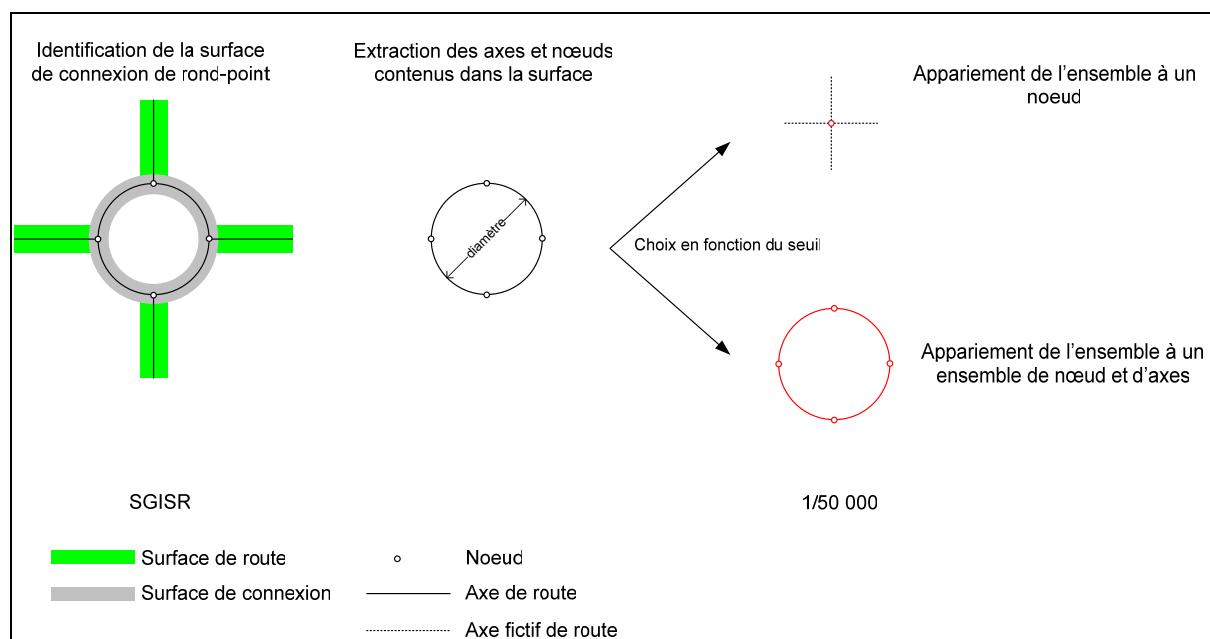 Identification de la surface
de connexion de rond-point
Extraction des axes et nœuds
contenus dans la surface
Appariement de l'ensemble à un
noeud
diamètre
Choix en fonction du seuil
Appariement de l'ensemble à un
ensemble de nœud et d'axes
SGISR
1/50 000
Surface de route
Noeud
Surface de connexion
Axe de route
Axe fictif de route